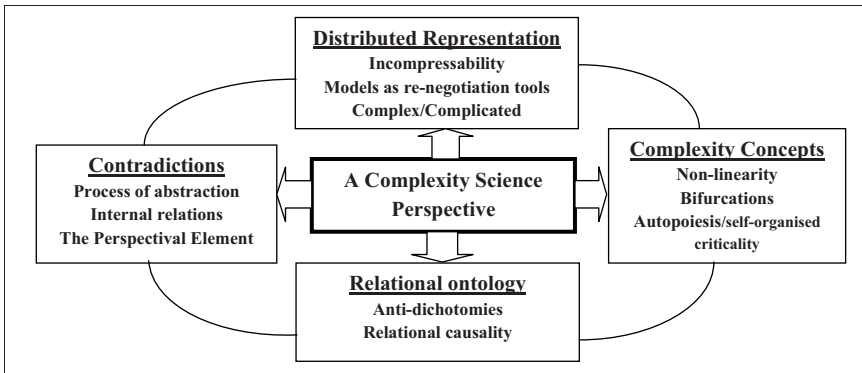 Distributed Representation
Incompressability
Models as re-negotiation tools
Complex/Complicated
Contradictions
Process of abstraction
Internal relations
The Perspectival Element
A Complexity Science
Perspective
Complexity Concepts
Non-linearity
Bifurcations
Autopoiesis/self-organised
criticality
Relational ontology
Anti-dichotomies
Relational causality